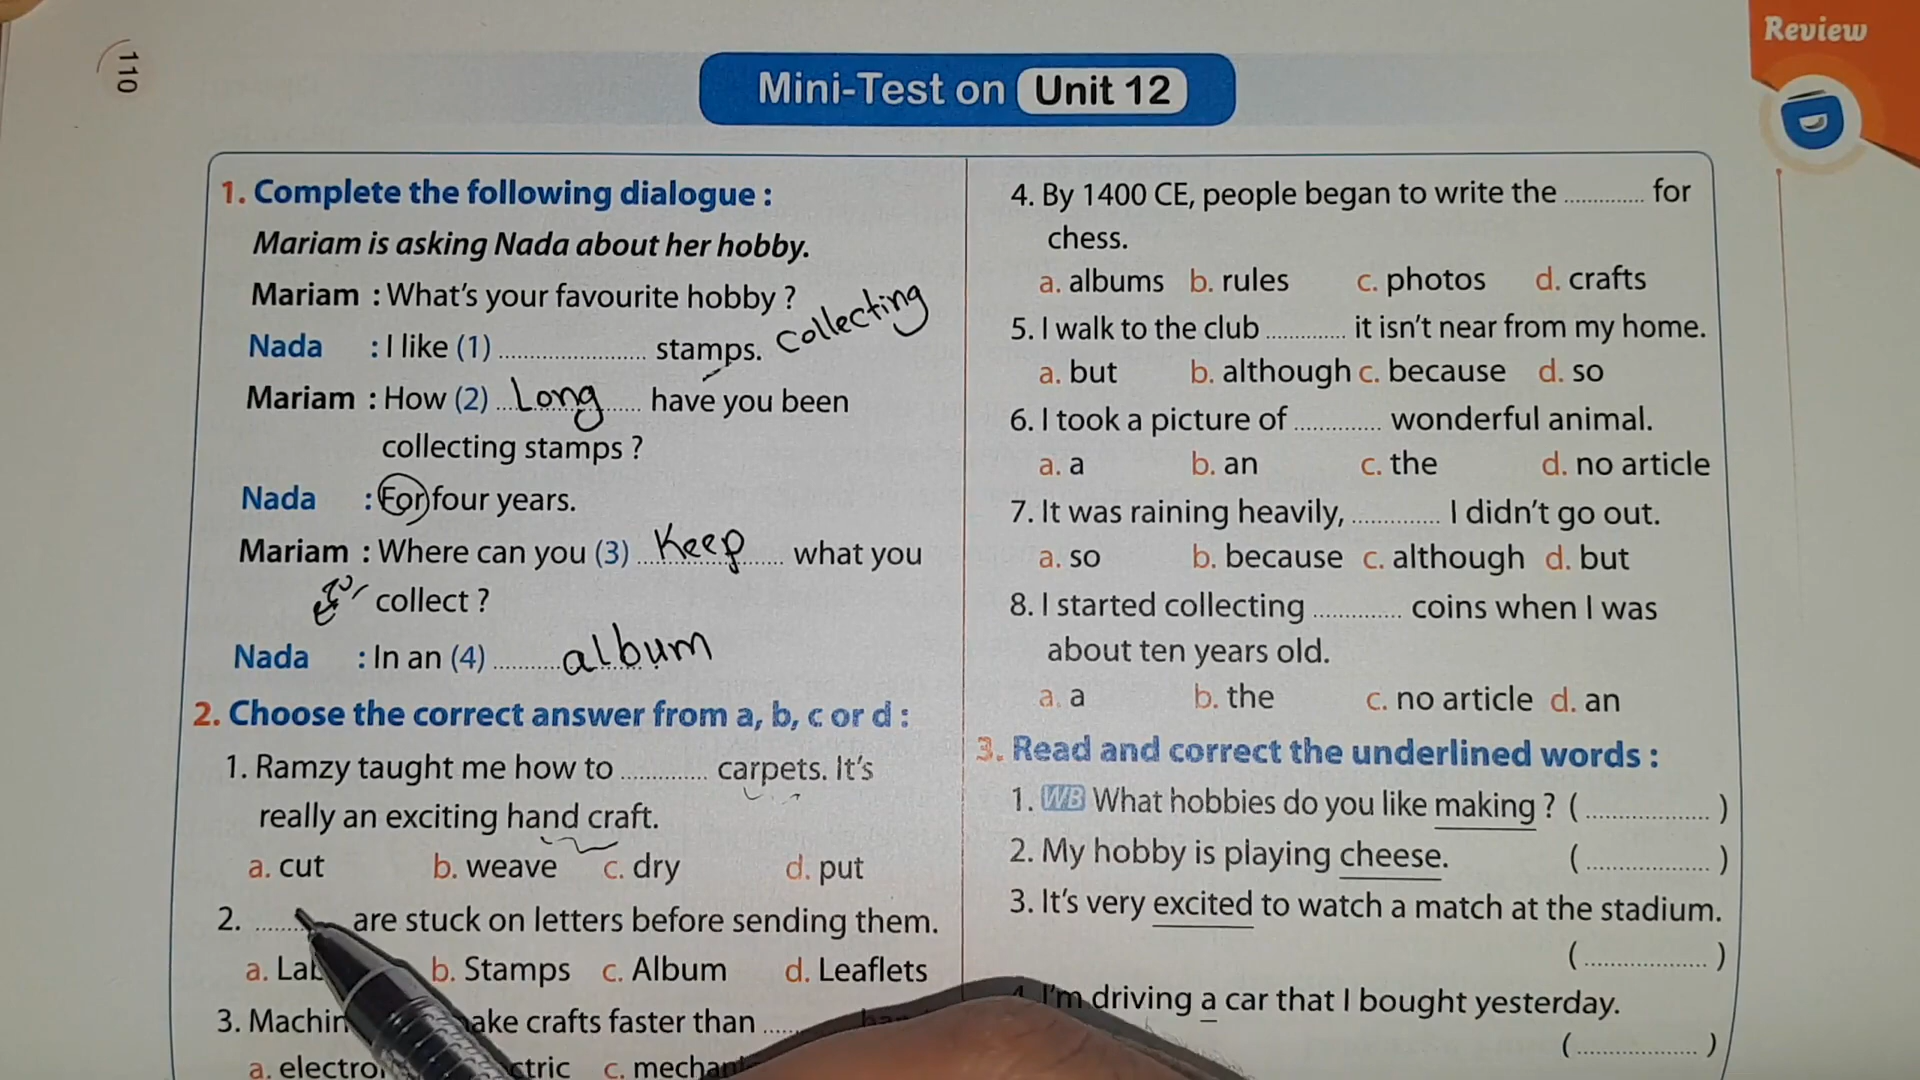 Review
110
Mini-Test on Unit 12
1. Complete the following dialogue :
Mariam is asking Nada about her hobby.
Mariam : What's your favourite hobby ?
Nada : I like (1) .................... stamps. collecting
Mariam : How (2) Long have you been
collecting stamps ?
Nada : For four years.
Mariam : Where can you (3) Keep what you
collect ?
Nada : In an (4) album
2. Choose the correct answer from a, b, c or d :
1. Ramzy taught me how to ............ carpets. It's
really an exciting hand craft.
a. cut b. weave c. dry d. put
2. ............ are stuck on letters before sending them.
a. b. Stamps c. Album d. Leaflets
3. crafts faster than ......
a. c.
4. By 1400 CE, people began to write the ............ for
chess.
a. albums b. rules c. photos d. crafts
5. I walk to the club ............ it isn't near from my home.
a. but b. although c. because d. so
6. I took a picture of ............ wonderful animal.
a. a b. an c. the d. no article
7. It was raining heavily, ............ I didn't go out.
a. so b. because c. although d. but
8. I started collecting ............ coins when I was
about ten years old.
a. a b. the c. no article d. an
3. Read and correct the underlined words :
1. WB What hobbies do you like making ? (..................)
2. My hobby is playing cheese. (..................)
3. It's very excited to watch a match at the stadium.
(..................)
4. I'm driving a car that I bought yesterday.
(..................)